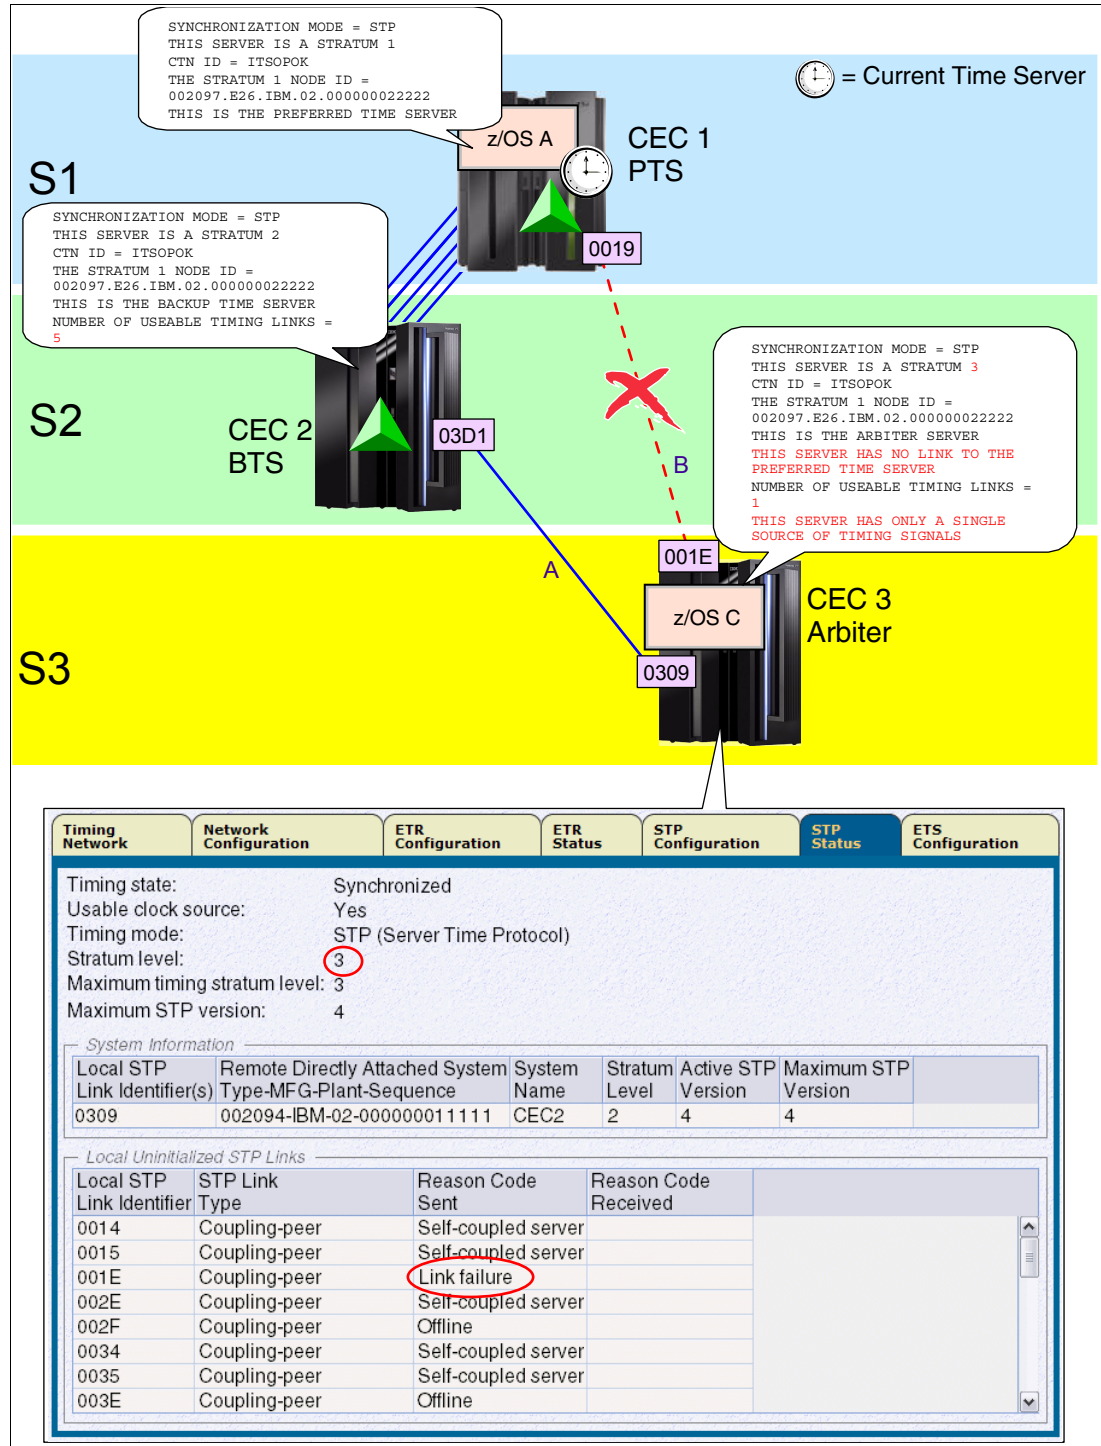 SYNCHRONIZATION MODE = STP
THIS SERVER IS A STRATUM 1
CTN ID = ITSOPOK
THE STRATUM 1 NODE ID =
002097.E26.IBM.02.000000022222
THIS IS THE PREFERRED TIME SERVER
= Current Time Server
z/OS A
CEC 1
PTS
S1
0019
SYNCHRONIZATION MODE = STP
THIS SERVER IS A STRATUM 2
CTN ID = ITSOPOK
THE STRATUM 1 NODE ID =
002097.E26.IBM.02.000000022222
THIS IS THE BACKUP TIME SERVER
NUMBER OF USEABLE TIMING LINKS =
5
S2
CEC 2
BTS
03D1
B
SYNCHRONIZATION MODE = STP
THIS SERVER IS A STRATUM 3
CTN ID = ITSOPOK
THE STRATUM 1 NODE ID =
002097.E26.IBM.02.000000022222
THIS IS THE ARBITER SERVER
THIS SERVER HAS NO LINK TO THE
PREFERRED TIME SERVER
NUMBER OF USEABLE TIMING LINKS =
1
THIS SERVER HAS ONLY A SINGLE
SOURCE OF TIMING SIGNALS
A
001E
z/OS C
CEC 3
Arbiter
S3
0309
Timing Network
Network Configuration
ETR Configuration
ETR Status
STP Configuration
STP Status
ETS Configuration
Timing state: Synchronized
Usable clock source: Yes
Timing mode: STP (Server Time Protocol)
Stratum level: 3
Maximum timing stratum level: 3
Maximum STP version: 4
System Information
Local STP Remote Directly Attached System System Stratum Active STP Maximum STP
Link Identifier(s) Type-MFG-Plant-Sequence Name Level Version Version
0309 002094-IBM-02-000000011111 CEC2 2 4 4
Local Uninitialized STP Links
Local STP STP Link Reason Code Reason Code
Link Identifier Type Sent Received
0014 Coupling-peer Self-coupled server
0015 Coupling-peer Self-coupled server
001E Coupling-peer Link failure
002E Coupling-peer Self-coupled server
002F Coupling-peer Offline
0034 Coupling-peer Self-coupled server
0035 Coupling-peer Self-coupled server
003E Coupling-peer Offline